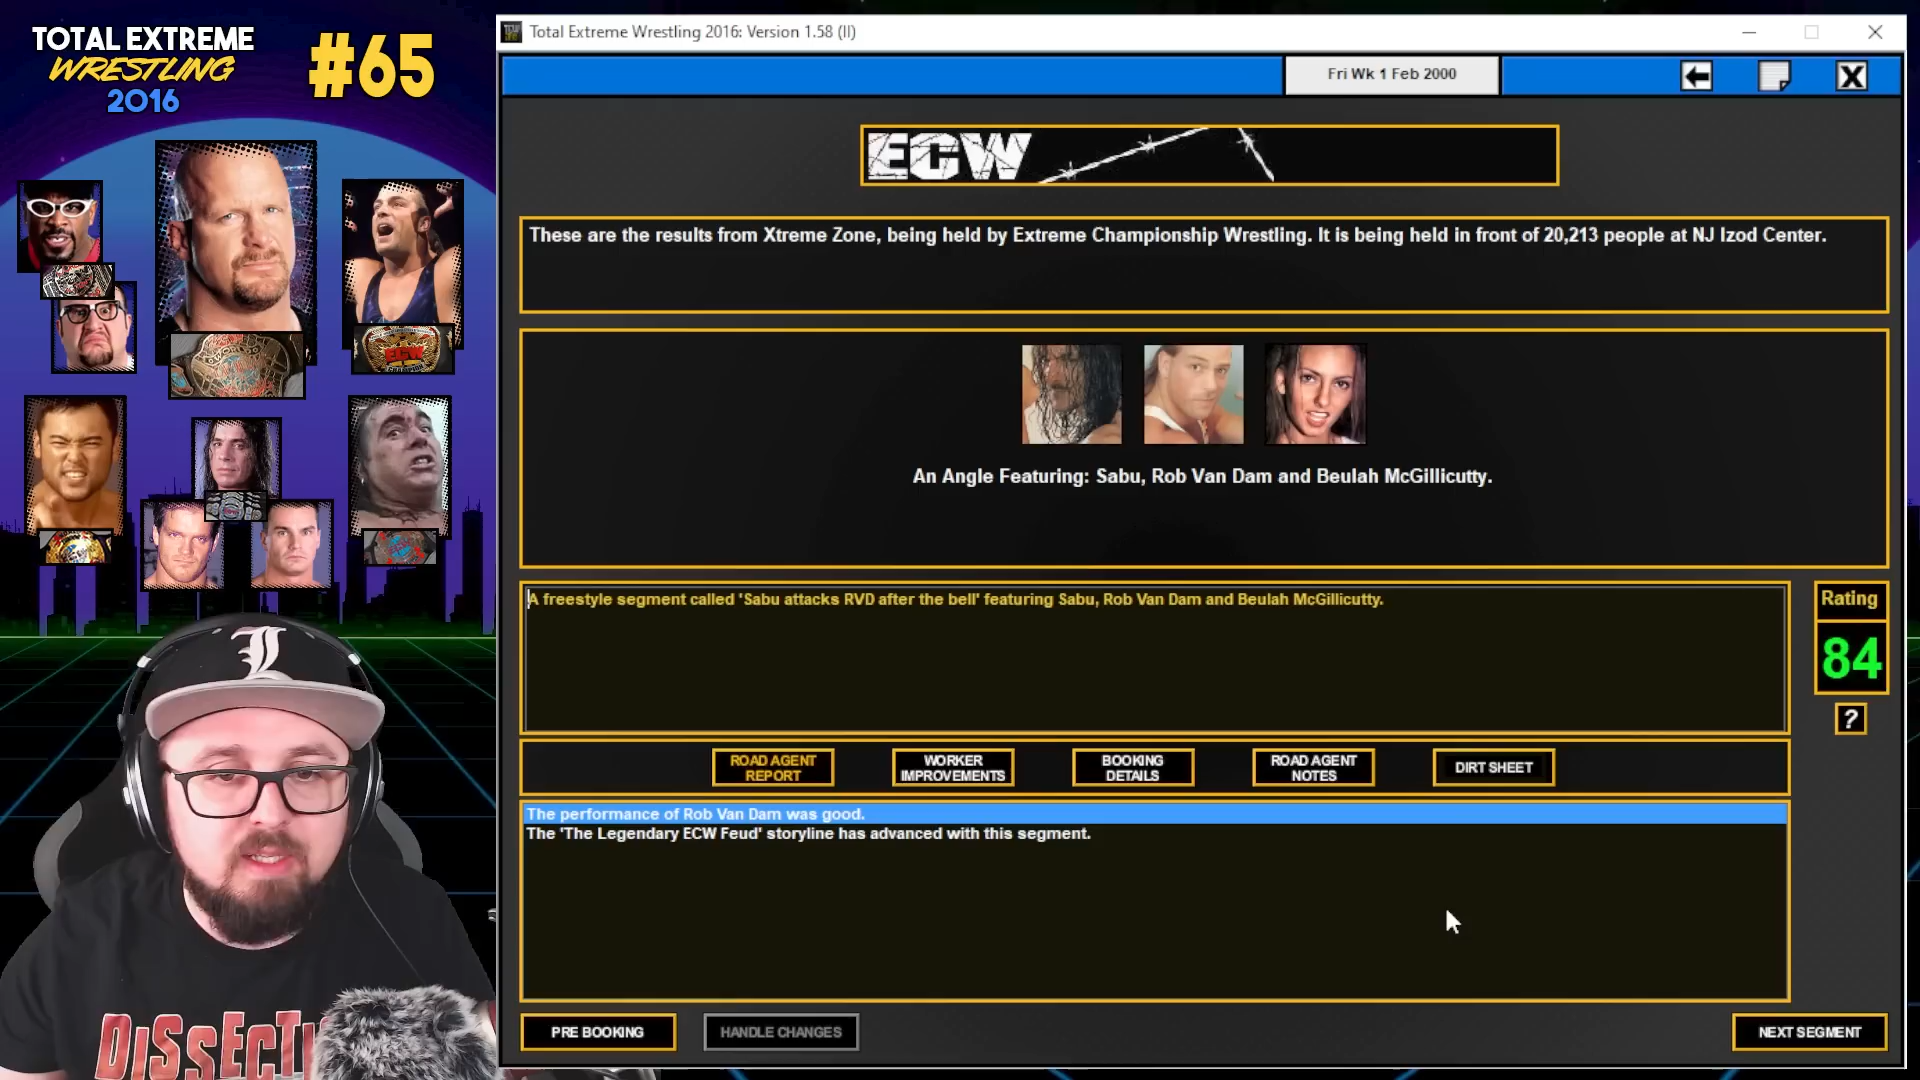 TOTAL EXTREME
WRESTLING
2016
#65
Total Extreme Wrestling 2016: Version 1.58 (II)
Fri Wk 1 Feb 2000
X
ECW
These are the results from Xtreme Zone, being held by Extreme Championship Wrestling. It is being held in front of 20,213 people at NJ Izod Center.
An Angle Featuring: Sabu, Rob Van Dam and Beulah McGillicutty.
A freestyle segment called 'Sabu attacks RVD after the bell' featuring Sabu, Rob Van Dam and Beulah McGillicutty.
Rating
84
?
ROAD AGENT
REPORT
WORKER
IMPROVEMENTS
BOOKING
DETAILS
ROAD AGENT
NOTES
DIRT SHEET
The performance of Rob Van Dam was good.
The 'The Legendary ECW Feud' storyline has advanced with this segment.
PRE BOOKING
HANDLE CHANGES
NEXT SEGMENT
ECW
L